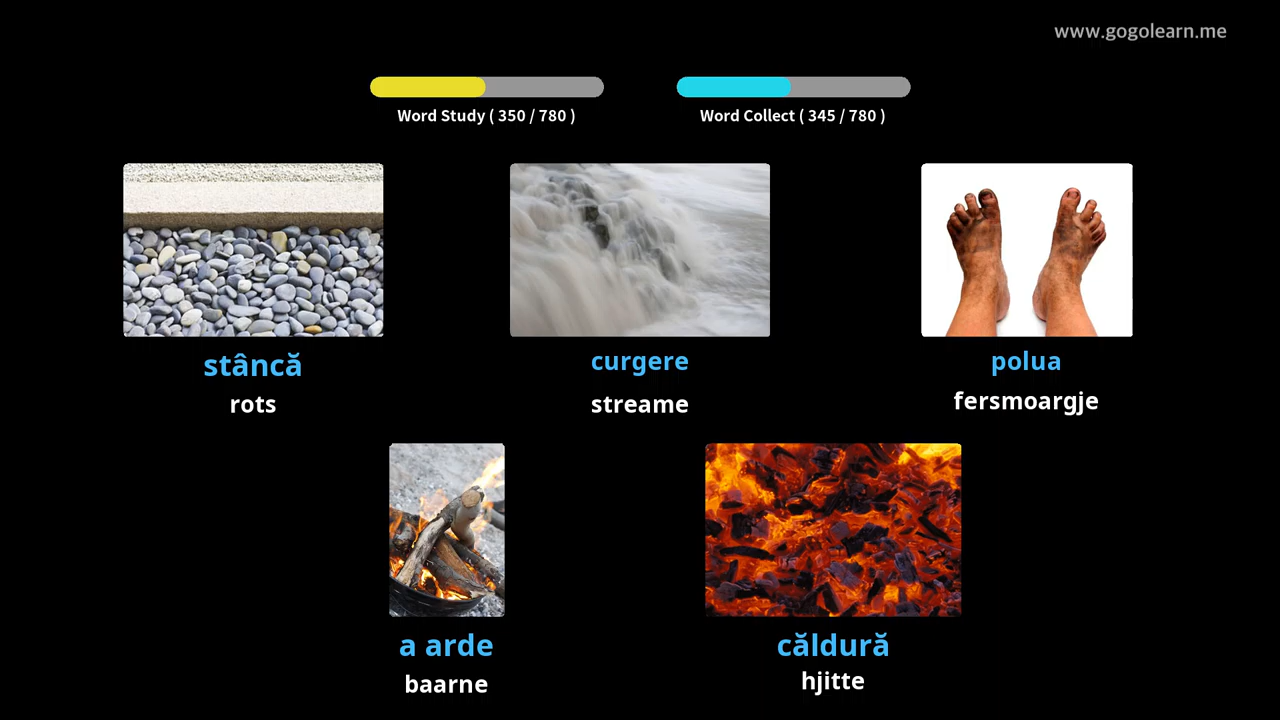 www.gogolearn.me
Word Study ( 350 / 780 )
Word Collect ( 345 / 780 )
stâncă
rots
curgere
streame
polua
fersmoargje
a arde
baarne
căldură
hjitte